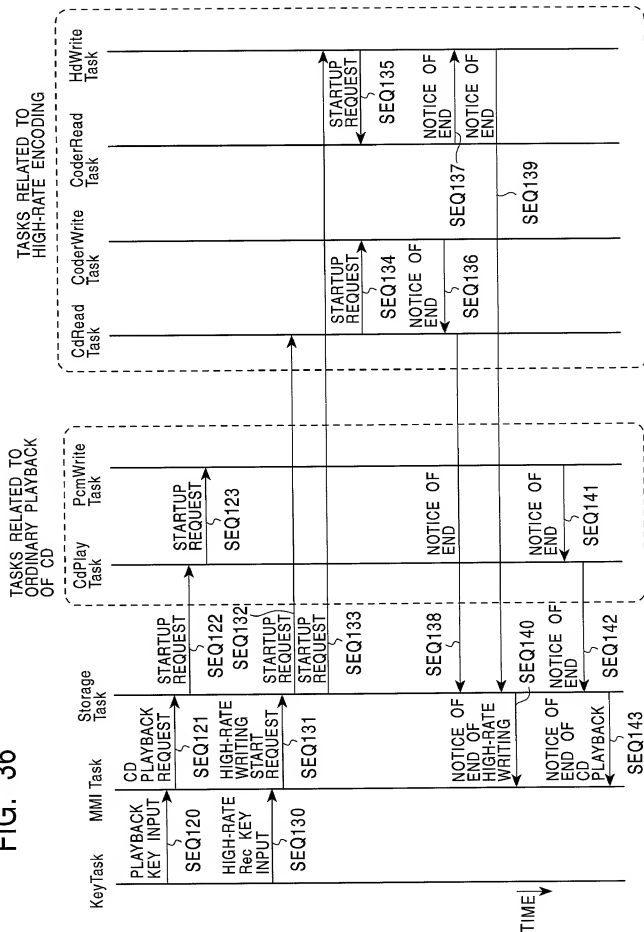 FIG. 36
TASKS RELATED TO
ORDINARY PLAYBACK
OF CD
TASKS RELATED TO
HIGH-RATE ENCODING
KeyTask
MMI Task
Storage
Task
CdPlay
Task
PcmWrite
Task
CdRead
Task
CoderWrite
Task
CoderRead
Task
HdWrite
Task
PLAYBACK
KEY INPUT
SEQ120
CD
PLAYBACK
REQUEST
SEQ121
STARTUP
REQUEST
SEQ122
STARTUP
REQUEST
SEQ123
HIGH-RATE
Rec KEY
INPUT
SEQ130
HIGH-RATE
WRITING
START
REQUEST
SEQ131
SEQ132
STARTUP
REQUEST
STARTUP
REQUEST
SEQ133
STARTUP
REQUEST
SEQ134
STARTUP
REQUEST
SEQ135
NOTICE OF
END
SEQ136
NOTICE OF
END
SEQ137
NOTICE OF
END
SEQ138
NOTICE OF
END
SEQ139
NOTICE OF
END OF
HIGH-RATE
WRITING
SEQ140
NOTICE OF
END
SEQ141
NOTICE OF
END
SEQ142
NOTICE OF
END OF
CD
PLAYBACK
SEQ143
TIME